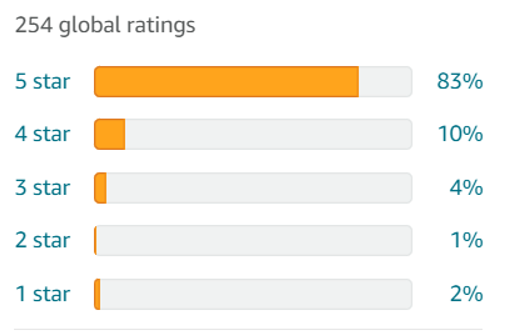 254 global ratings
5 star 83%
4 star 10%
3 star 4%
2 star 1%
1 star 2%